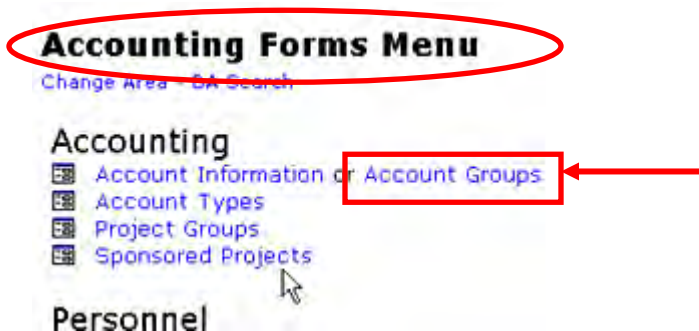 Accounting Forms Menu
Change Area - BA Search
Accounting
Account Information or Account Groups
Account Types
Project Groups
Sponsored Projects
Personnel